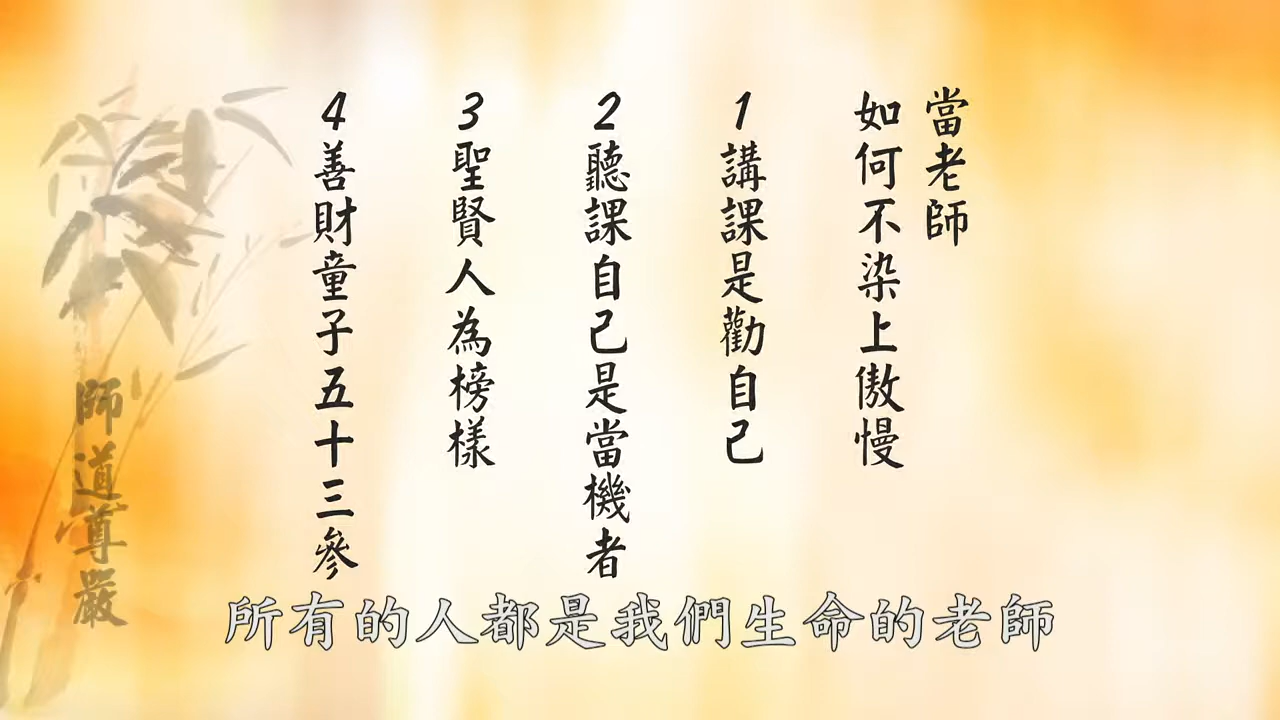 當老師
如何不染上傲慢
1講課是勸自己
2聽課自己是當機者
3聖賢人為榜樣
4善財童子五十三參
師道尊嚴
所有的人都是我們生命的老師